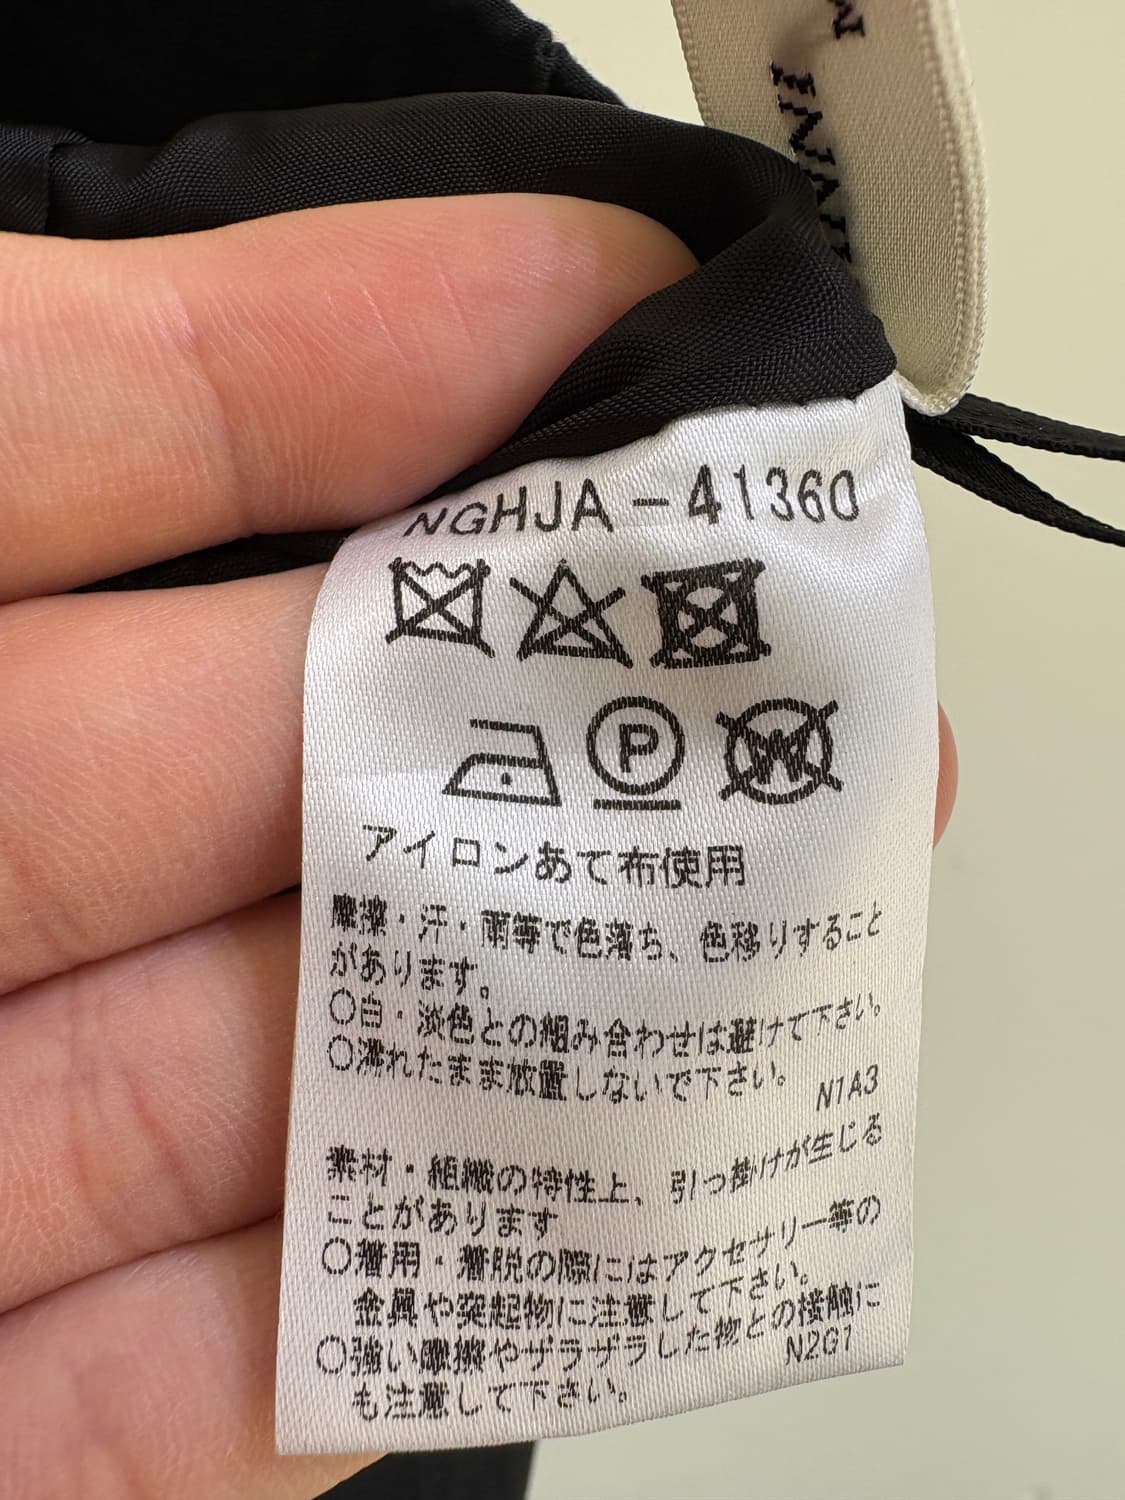 NGHJA-41360
P
W
アイロンあて布使用
摩擦・汗・雨等で色落ち、色移りすること
があります。
○白・淡色との組み合わせは避けて下さい。
○濡れたまま放置しないで下さい。
N1A3
素材・組織の特性上、引っ掛けが生じる
ことがあります
○着用・着脱の際にはアクセサリー等の
金具や突起物に注意して下さい。
○強い摩擦やザラザラした物との接触に
も注意して下さい。
N2G1